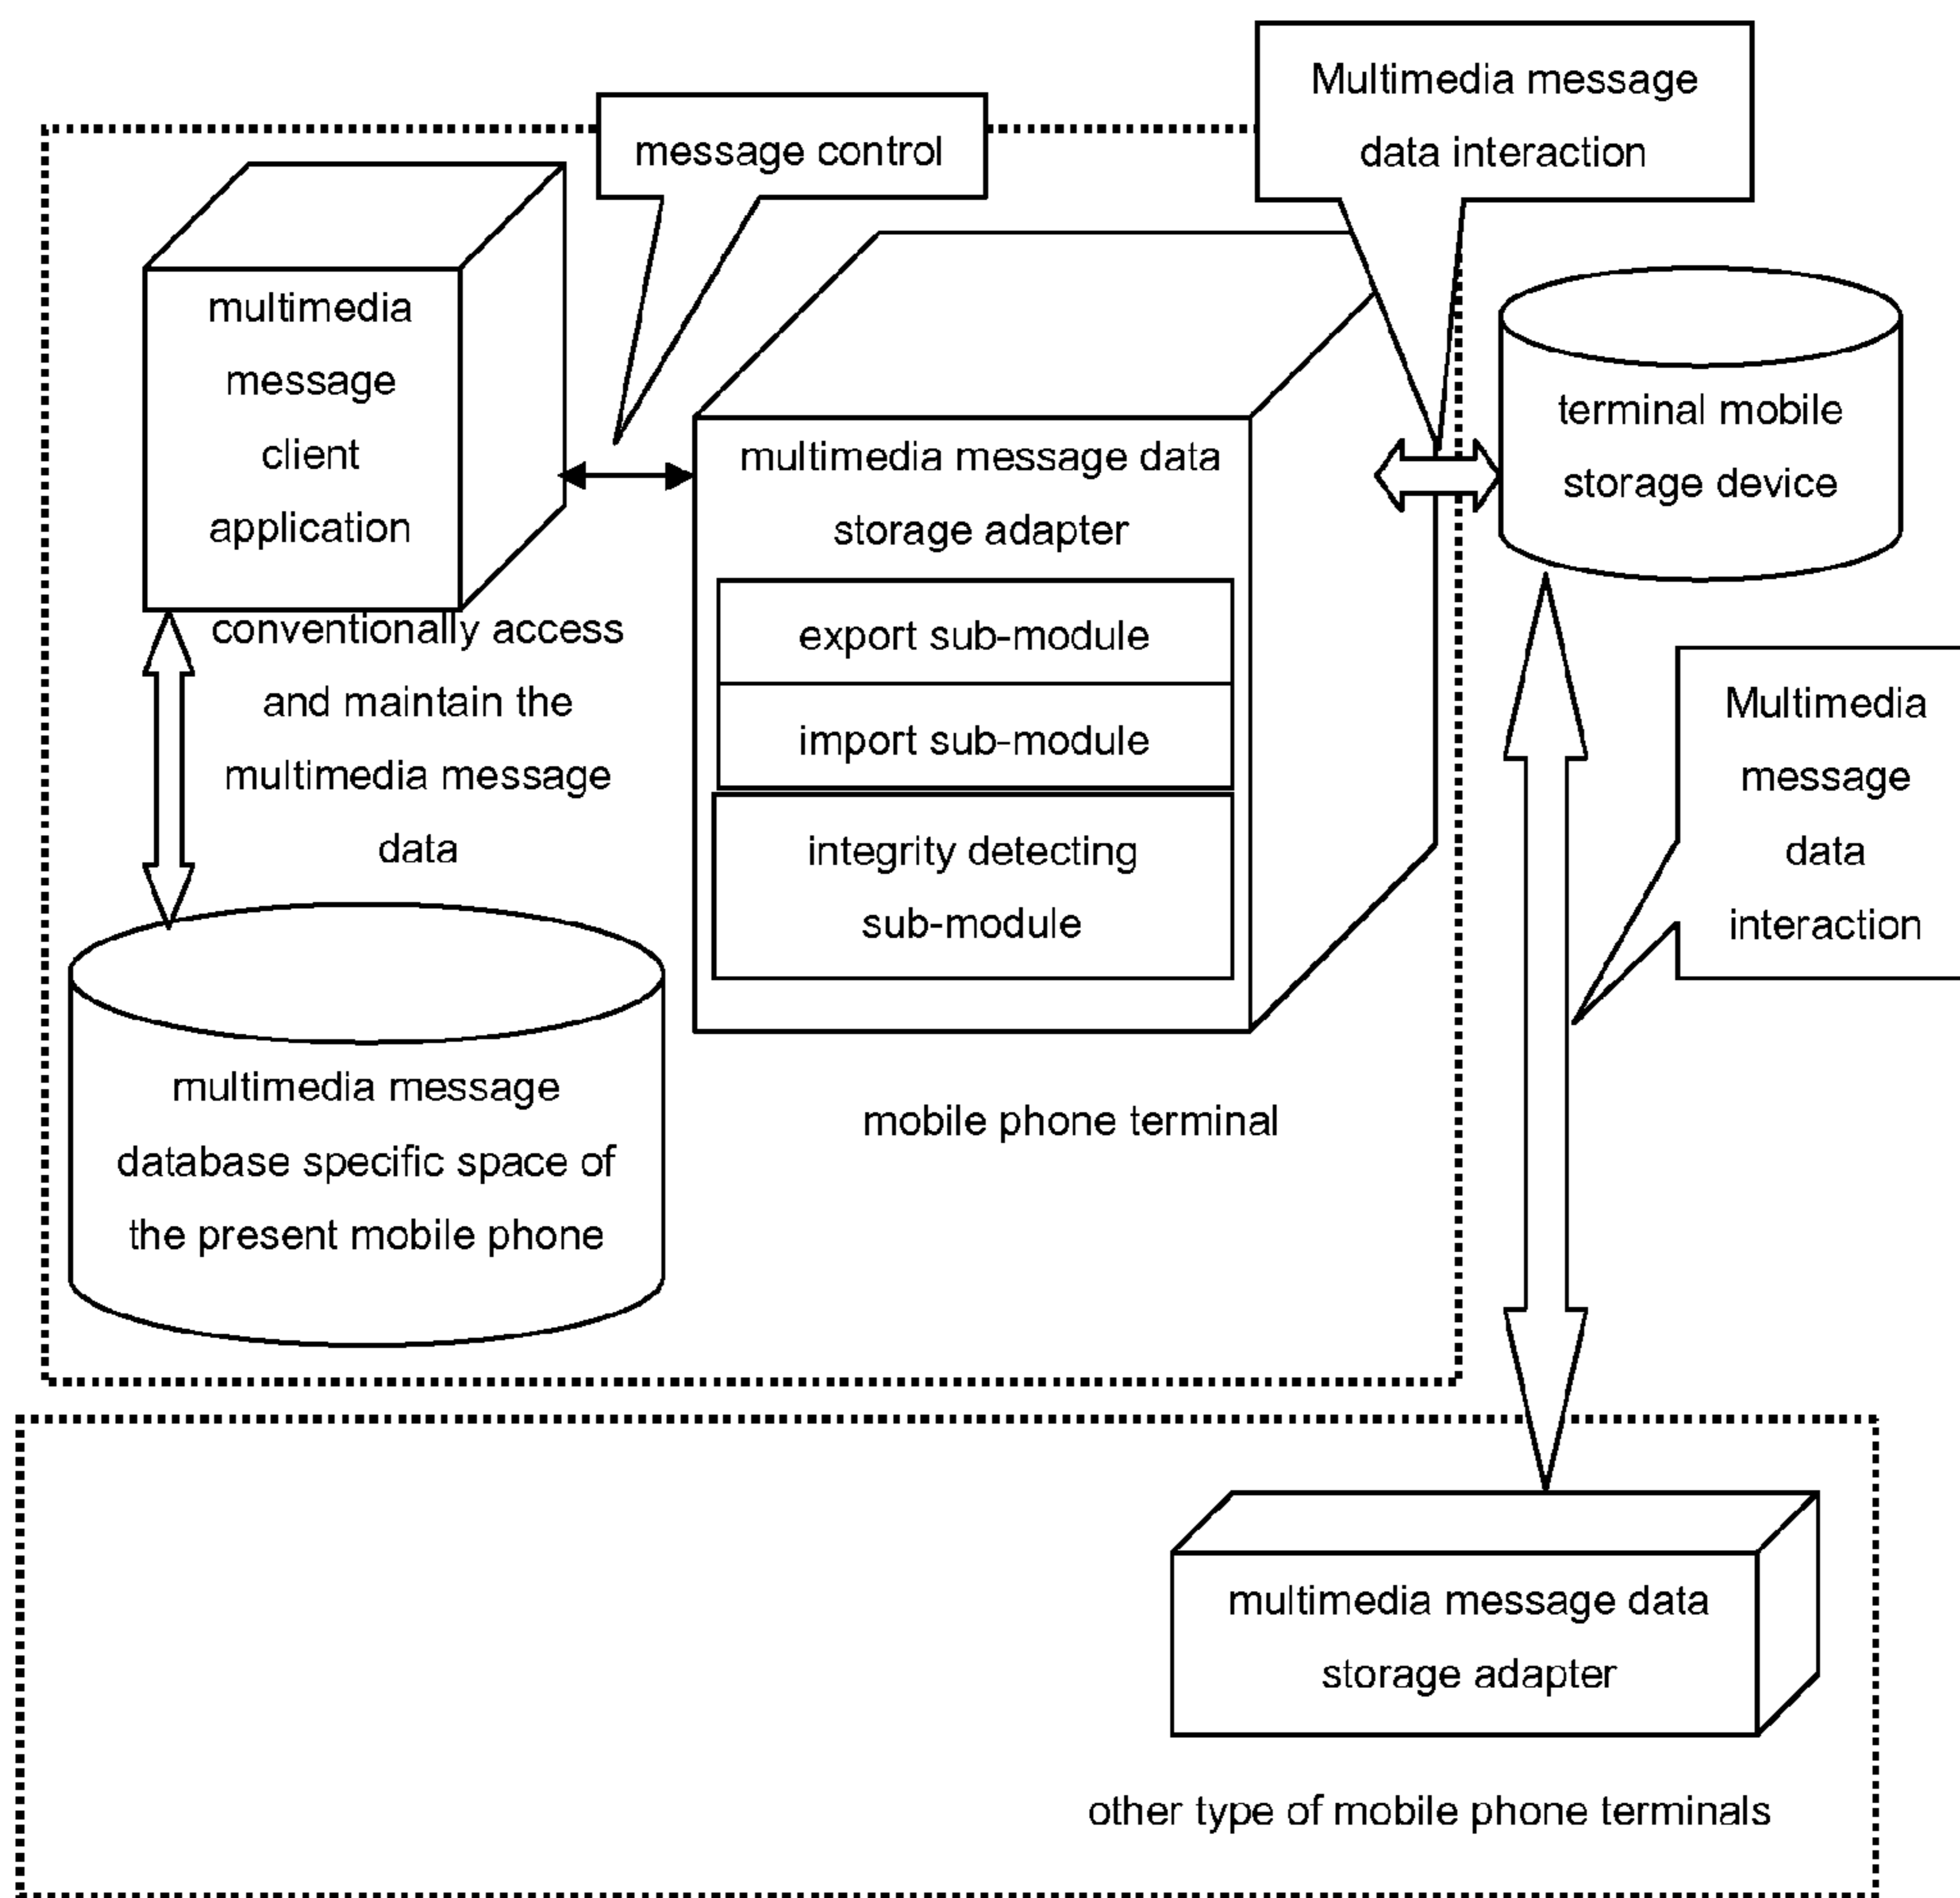 Multimedia message
data interaction
message control
multimedia
message
client
application
multimedia message data
storage adapter
export sub-module
import sub-module
integrity detecting
sub-module
terminal mobile
storage device
conventionally access
and maintain the
multimedia message
data
Multimedia
message
data
interaction
multimedia message
database specific space of
the present mobile phone
mobile phone terminal
multimedia message data
storage adapter
other type of mobile phone terminals